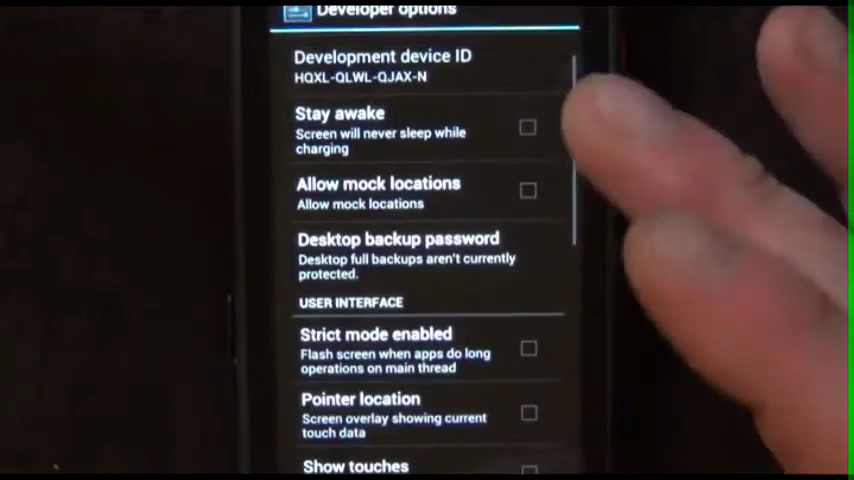 Developer options
Development device ID
HQXL-QLWL-QJAX-N
Stay awake
Screen will never sleep while
charging
Allow mock locations
Allow mock locations
Desktop backup password
Desktop full backups aren't currently
protected.
USER INTERFACE
Strict mode enabled
Flash screen when apps do long
operations on main thread
Pointer location
Screen overlay showing current
touch data
Show touches